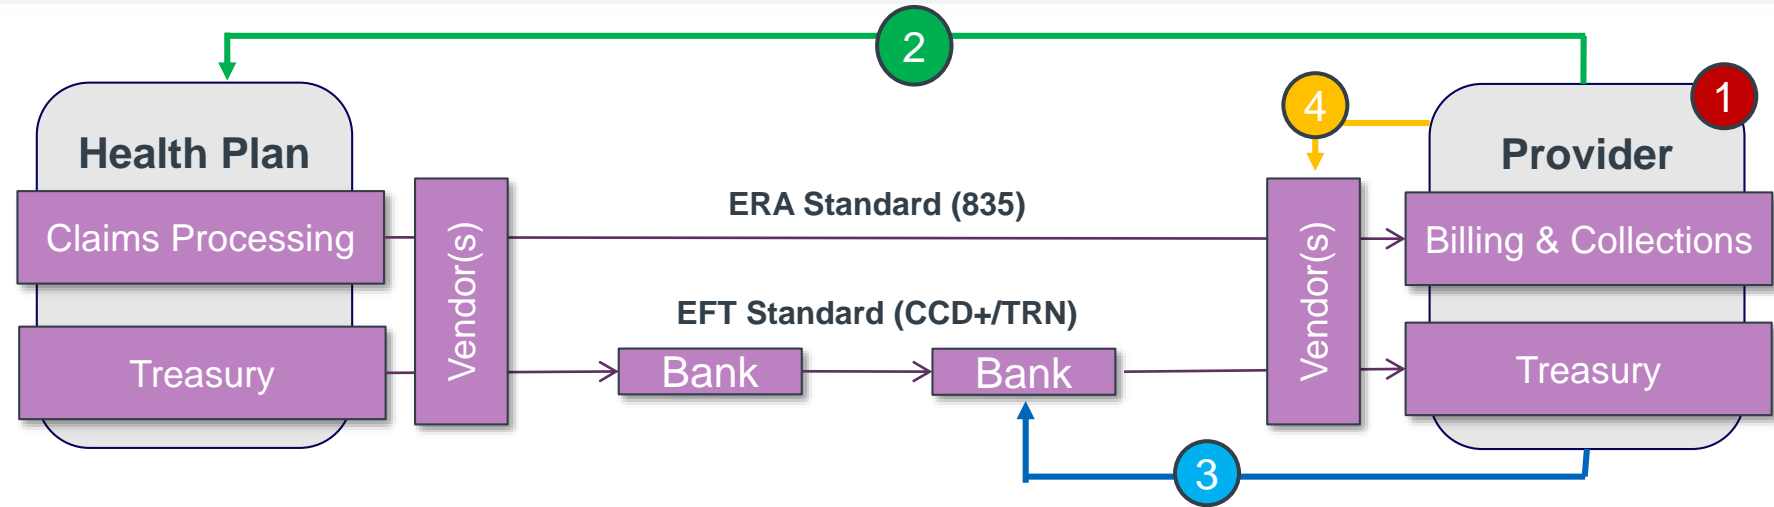 2
4
1
Health Plan
Provider
ERA Standard (835)
Claims Processing
Vendor(s)
Vendor(s)
Billing & Collections
EFT Standard (CCD+/TRN)
Treasury
Bank
Bank
Treasury
3